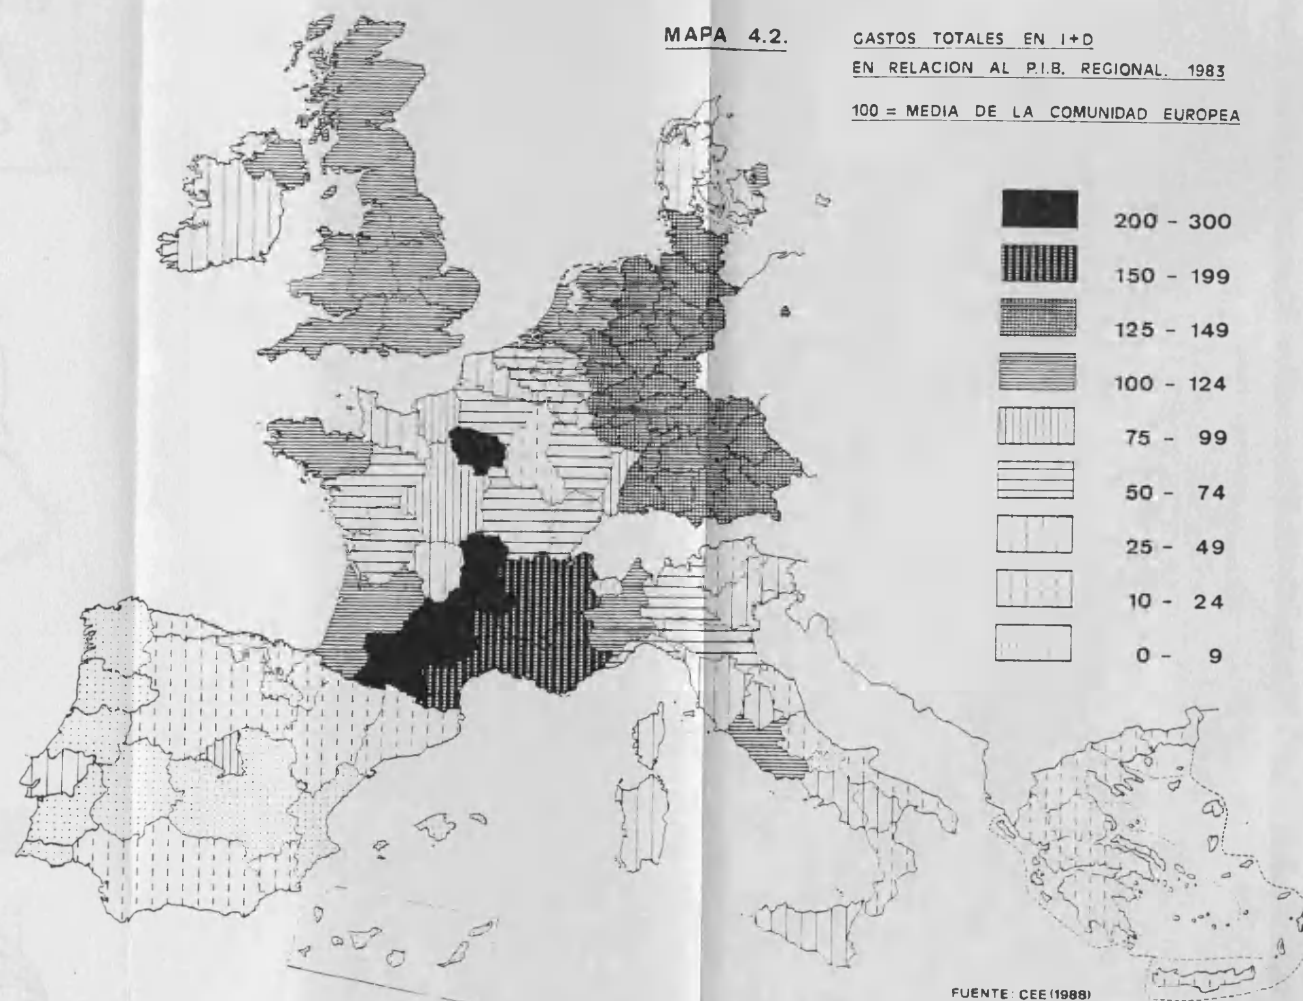 MAPA 4.2.
GASTOS TOTALES EN I+D
EN RELACION AL P.I.B. REGIONAL. 1983
100 = MEDIA DE LA COMUNIDAD EUROPEA
200 - 300
150 - 199
125 - 149
100 - 124
75 - 99
50 - 74
25 - 49
10 - 24
0 - 9
FUENTE: CEE (1988)